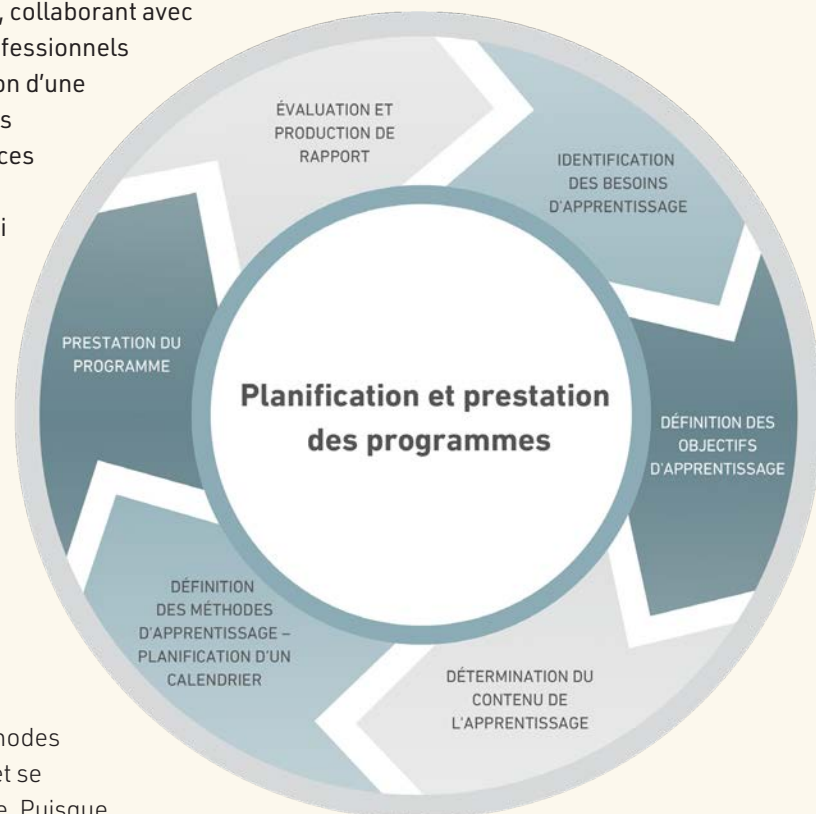 , collaborant avec
fessionnels
on d'une
s
ces
i
ÉVALUATION ET
PRODUCTION DE
RAPPORT
IDENTIFICATION
DES BESOINS
D'APPRENTISSAGE
PRESTATION DU
PROGRAMME
Planification et prestation
des programmes
DÉFINITION DES
OBJECTIFS
D'APPRENTISSAGE
DÉFINITION
DES MÉTHODES
D'APPRENTISSAGE –
PLANIFICATION D'UN
CALENDRIER
DÉTERMINATION DU
CONTENU DE
L'APPRENTISSAGE
nodes
et se
e. Puisque